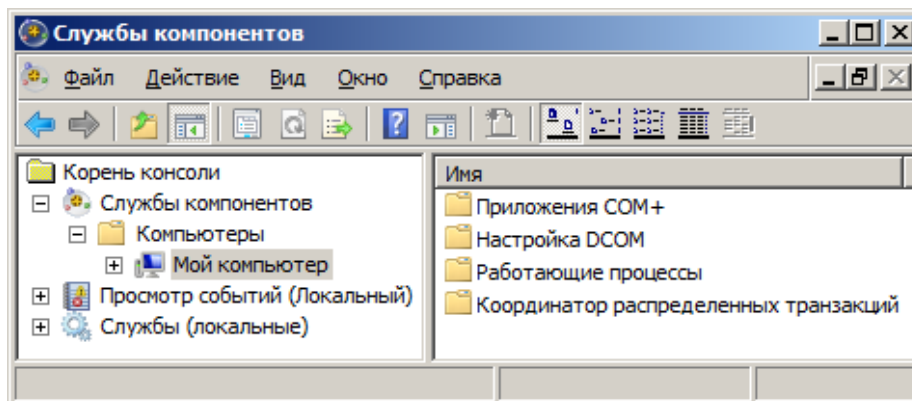 Службы компонентов
Файл Действие Вид Окно Справка
Корень консоли
Службы компонентов
Компьютеры
Мой компьютер
Просмотр событий (Локальный)
Службы (локальные)
Имя
Приложения COM+
Настройка DCOM
Работающие процессы
Координатор распределенных транзакций